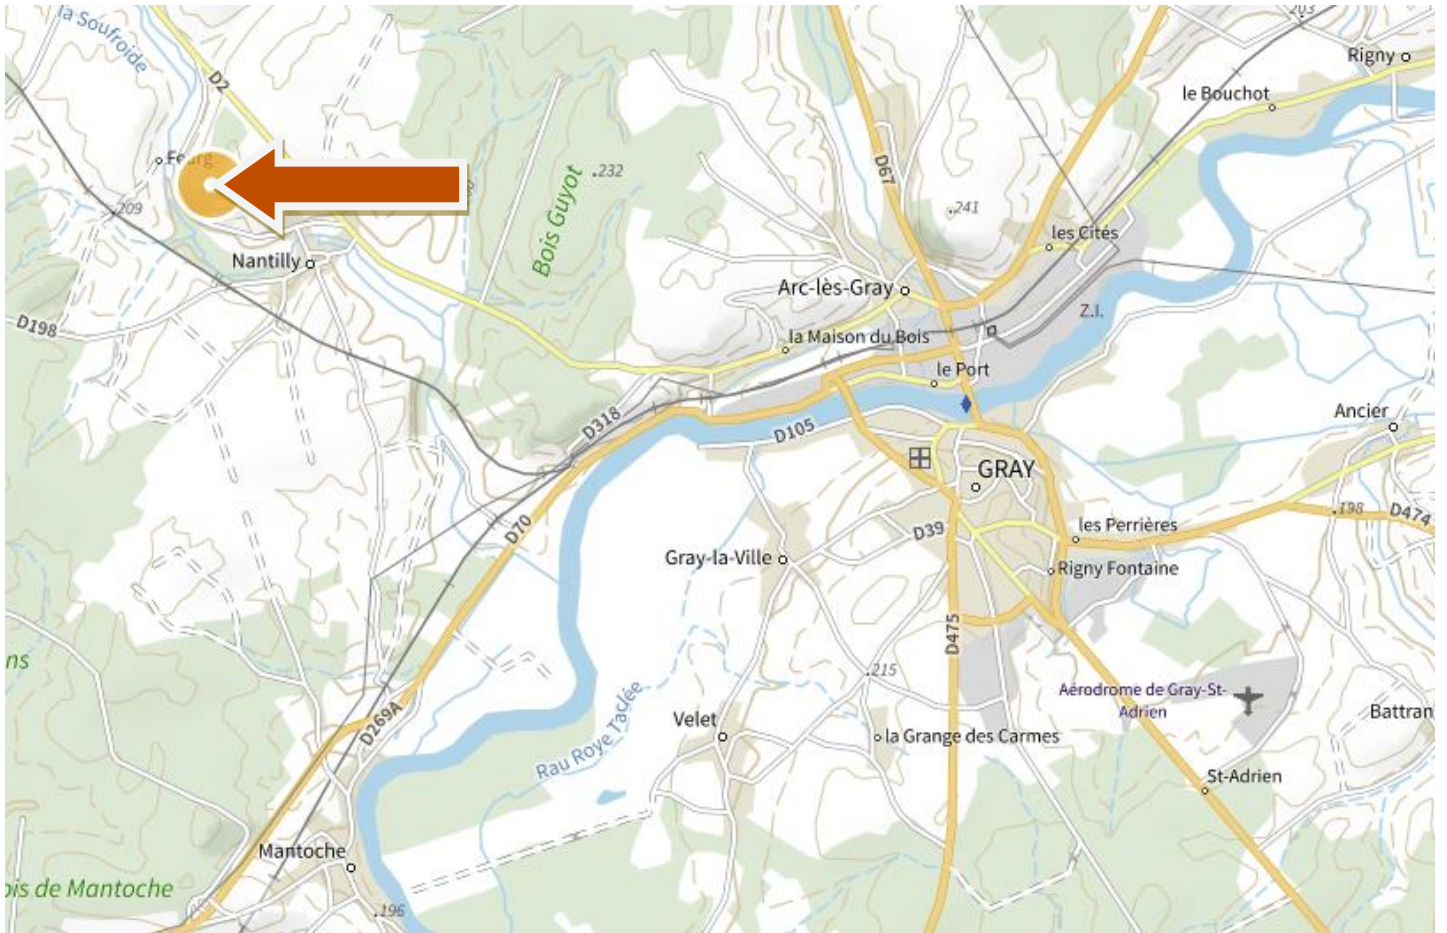 la Soufroide
D2
203
Rigny
le Bouchot
Bois Guyot
.232
D67
.241
209
les Cités
Nantilly
Arc-lès-Gray
Z.I.
D198
la Maison du Bois
le Port
D318
D105
Ancier
GRAY
.198
D474
D70
D39
les Perrières
Gray-la-Ville
Rigny Fontaine
D475
ns
.215
Aérodrome de Gray-St-
Adrien
D269A
Velet
Battran
la Grange des Carmes
Rau Roye Taclée
St-Adrien
Mantoche
ois de Mantoche
.196